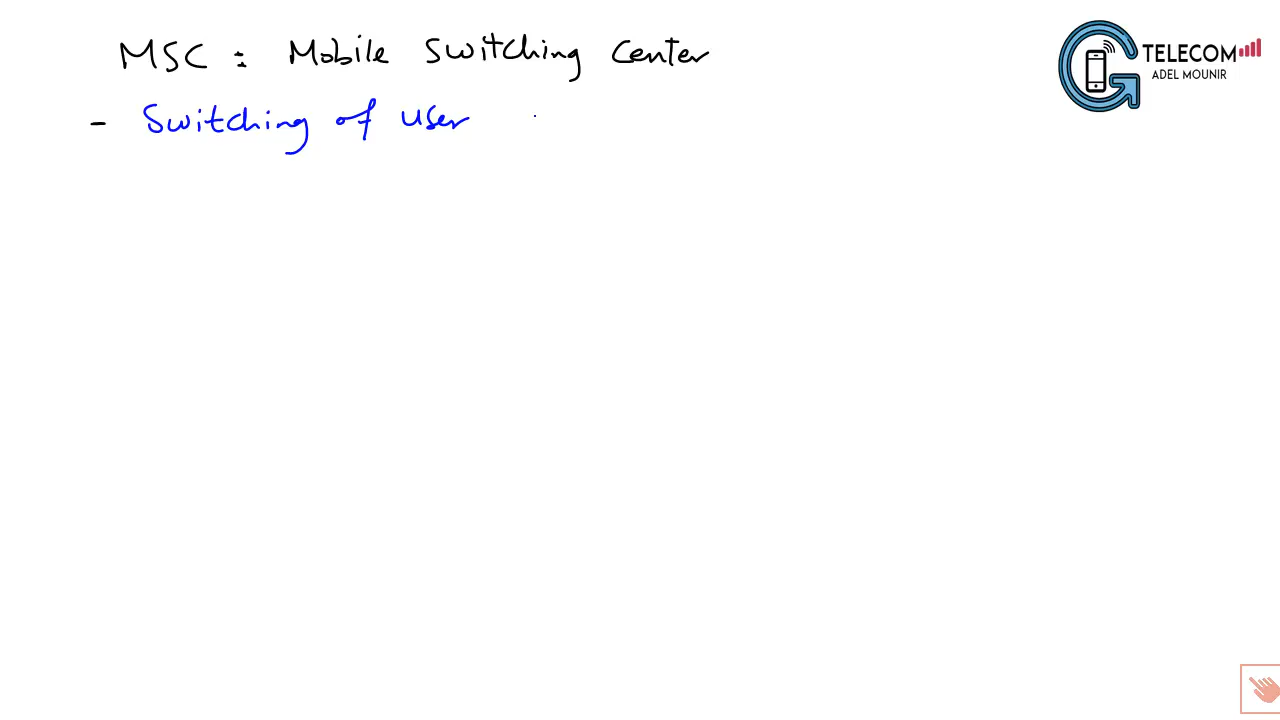 MSC : Mobile Switching Center
- Switching of user
TELECOM
ADEL MOUNIR